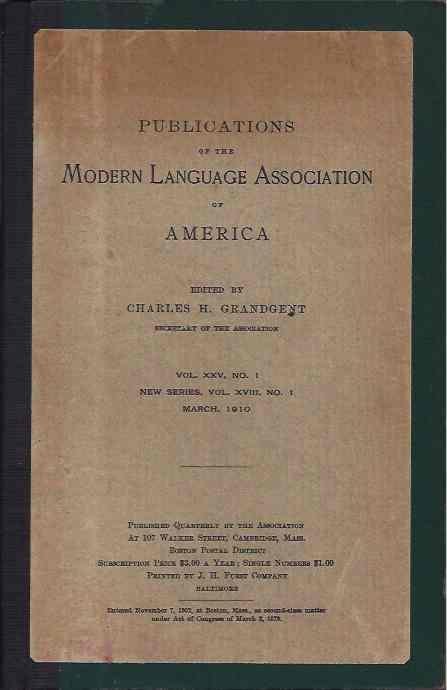 PUBLICATIONS
OF THE
MODERN LANGUAGE ASSOCIATION
OF
AMERICA
EDITED BY
CHARLES H. GRANDGENT
SECRETARY OF THE ASSOCIATION
VOL. XXV, NO. 1
NEW SERIES, VOL. XVIII, NO. 1
MARCH, 1910
PUBLISHED QUARTERLY BY THE ASSOCIATION
AT 107 WALKER STREET, CAMBRIDGE, MASS.
BOSTON POSTAL DISTRICT
SUBSCRIPTION PRICE $3.00 A YEAR; SINGLE NUMBERS $1.00
PRINTED BY J. H. FURST COMPANY
BALTIMORE
Entered November 7, 1902, at Boston, Mass., as second-class matter
under Act of Congress of March 3, 1879.